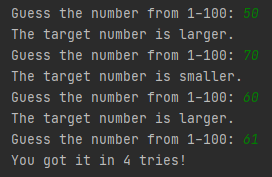 Guess the number from 1-100: 50
The target number is larger.
Guess the number from 1-100: 70
The target number is smaller.
Guess the number from 1-100: 60
The target number is larger.
Guess the number from 1-100: 61
You got it in 4 tries!